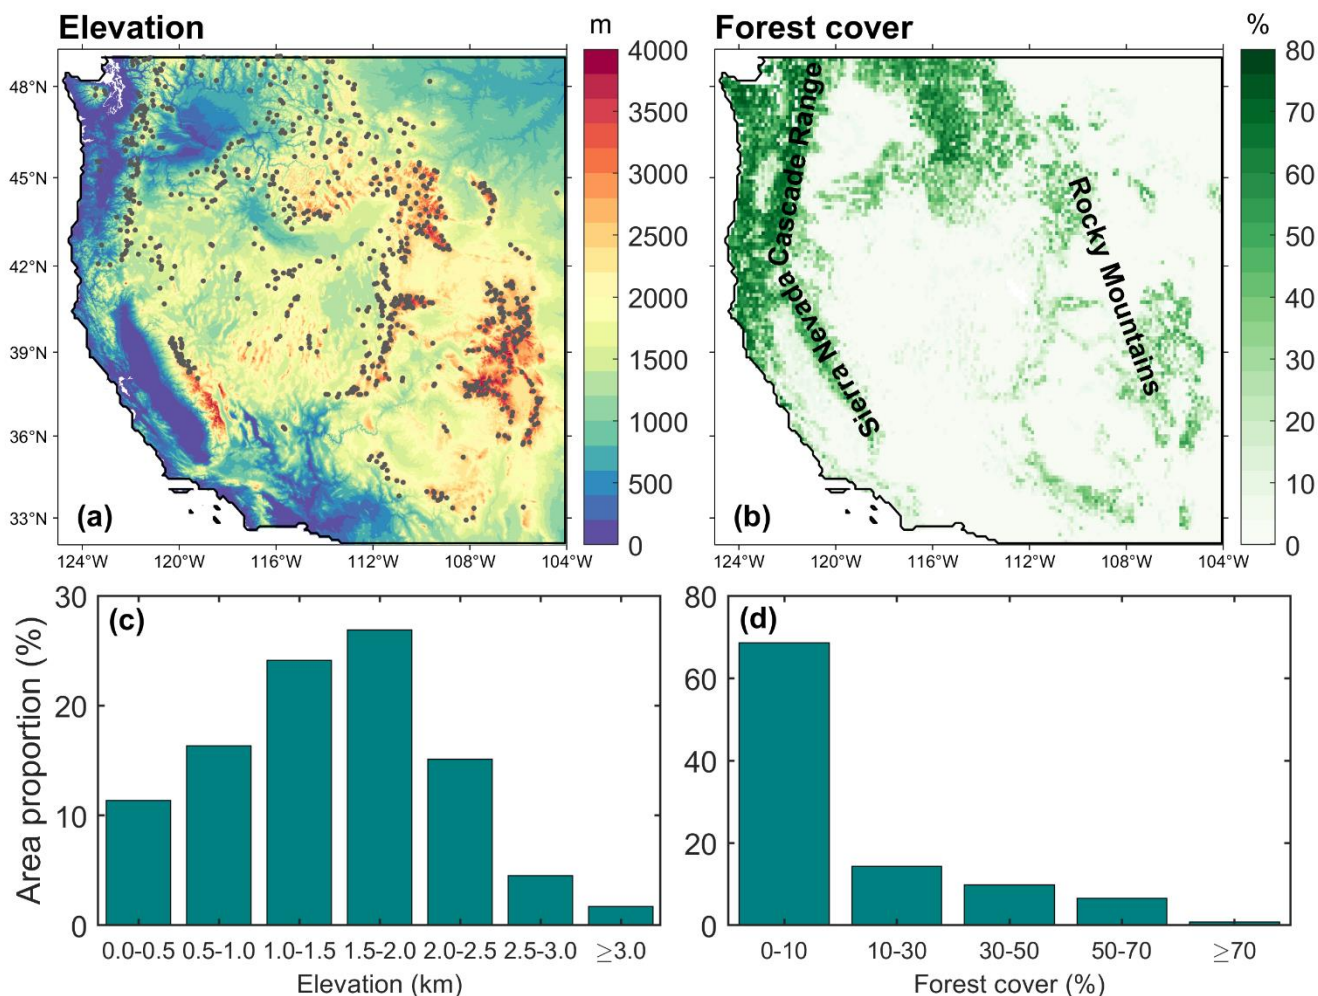 Elevation
m
4000
3500
3000
2500
2000
1500
1000
500
0
48°N
45°N
42°N
39°N
36°N
33°N
(a)
124°W 120°W 116°W 112°W 108°W 104°W
Forest cover
%
80
70
60
50
40
30
20
10
0
Sierra Nevada Cascade Range
Rocky Mountains
(b)
124°W 120°W 116°W 112°W 108°W 104°W
(c)
Area proportion (%)
30
20
10
0
0.0-0.5 0.5-1.0 1.0-1.5 1.5-2.0 2.0-2.5 2.5-3.0 ≥3.0
Elevation (km)
(d)
80
60
40
20
0
0-10 10-30 30-50 50-70 ≥70
Forest cover (%)